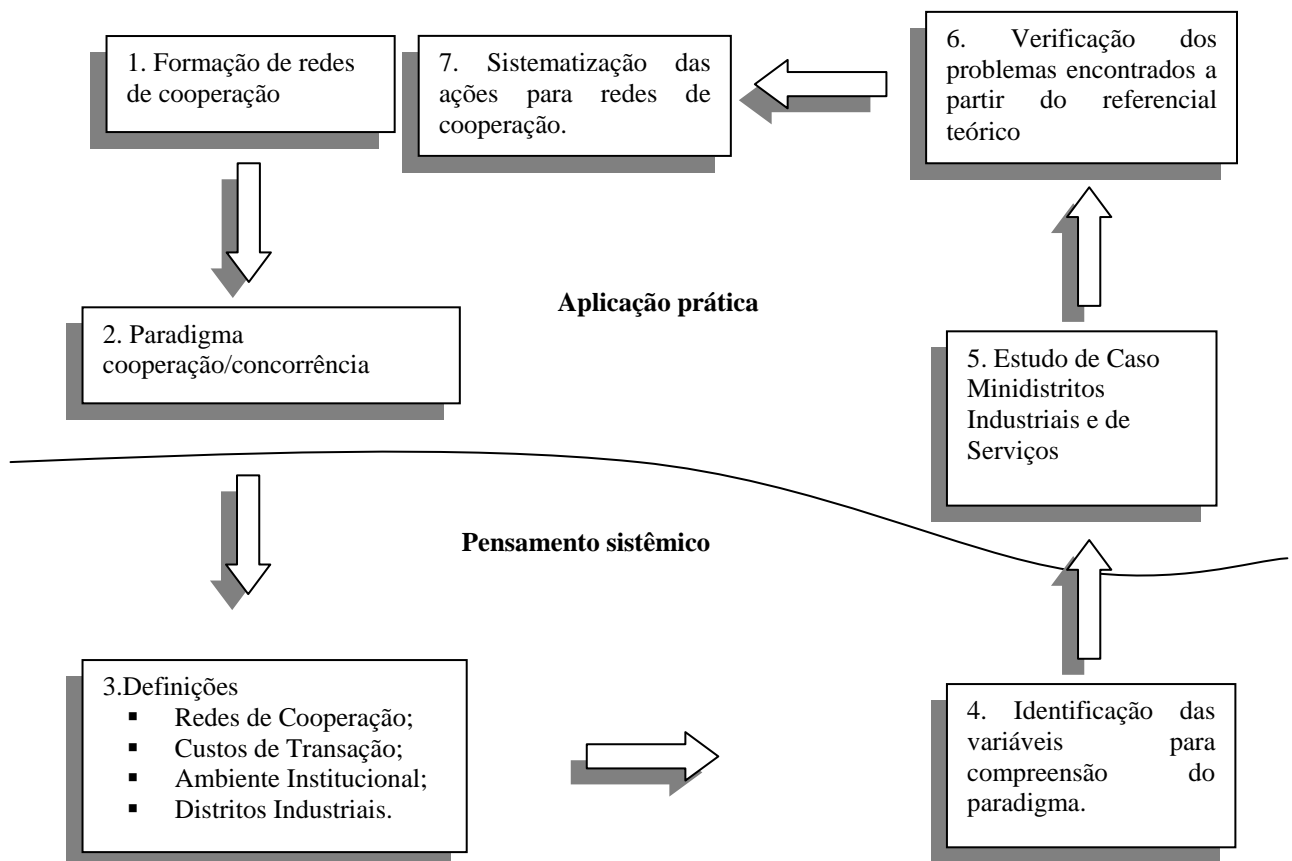 1. Formação de redes
de cooperação
7. Sistematização das
ações para redes de
cooperação.
6. Verificação dos
problemas encontrados a
partir do referencial
teórico
Aplicação prática
2. Paradigma
cooperação/concorrência
5. Estudo de Caso
Minidistritos
Industriais e de
Serviços
Pensamento sistêmico
3.Definições
▪ Redes de Cooperação;
▪ Custos de Transação;
▪ Ambiente Institucional;
▪ Distritos Industriais.
4. Identificação das
variáveis para
compreensão do
paradigma.